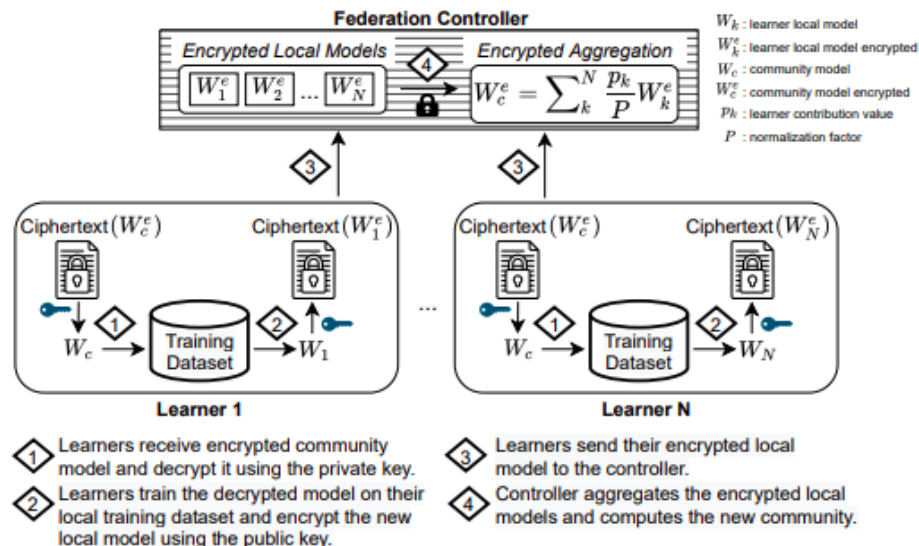 Federation Controller
Encrypted Local Models
Encrypted Aggregation
4
W_1^e W_2^e ... W_N^e
W_c^e = ∑_k^N p_k/P W_k^e
W_k : learner local model
W_k^e : learner local model encrypted
W_c : community model
W_c^e : community model encrypted
p_k : learner contribution value
P : normalization factor
3
3
Ciphertext(W_c^e)
Ciphertext(W_1^e)
1
2
W_c
Training
Dataset
W_1
Learner 1
...
Ciphertext(W_c^e)
Ciphertext(W_N^e)
1
2
W_c
Training
Dataset
W_N
Learner N
1 Learners receive encrypted community
model and decrypt it using the private key.
2 Learners train the decrypted model on their
local training dataset and encrypt the new
local model using the public key.
3 Learners send their encrypted local
model to the controller.
4 Controller aggregates the encrypted local
models and computes the new community.